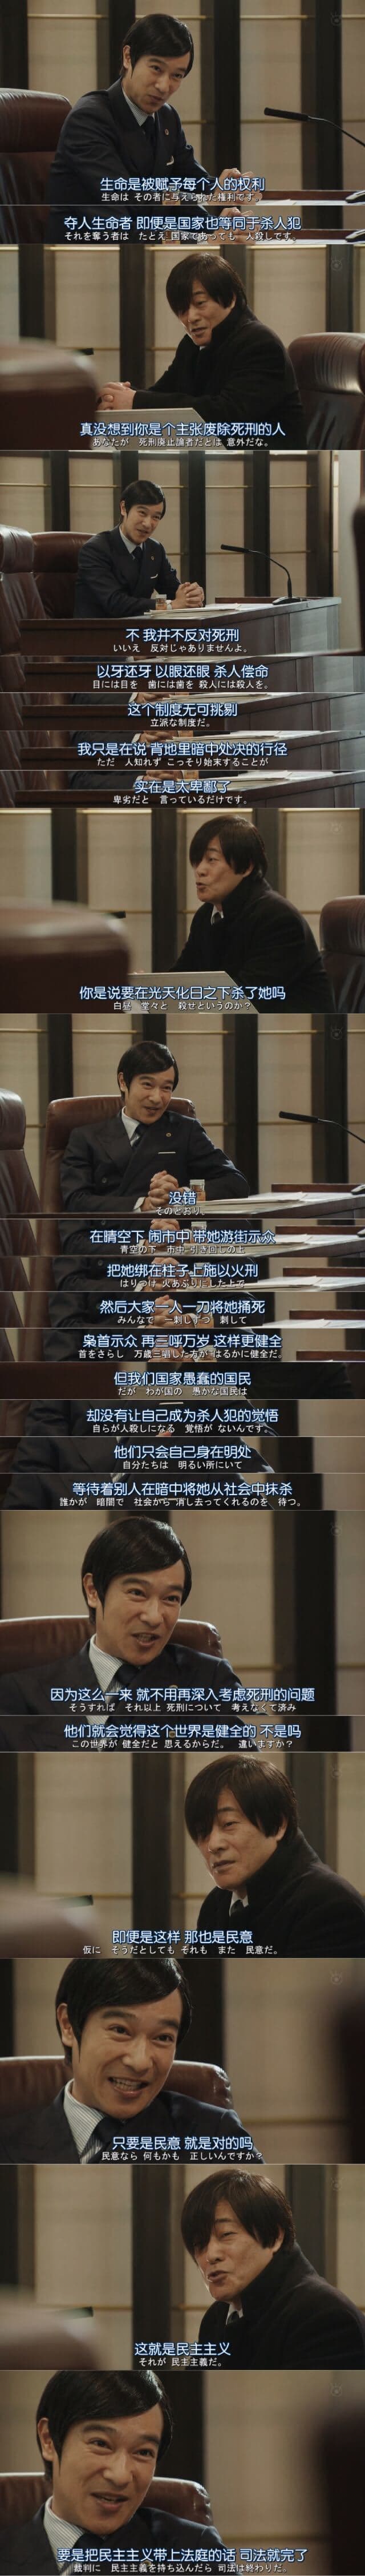 生命是被赋予每个人的权利
生命は その者に与えられた権利です。
夺人生命者 即便是国家也等同于杀人犯
それを奪う者は たとえ 国家であっても 人殺しです。
真没想到你是个主张废除死刑的人
あなたが 死刑廃止論者だとは 意外だな。
不 我并不反对死刑
いいえ 反対じゃありませんよ。
以牙还牙 以眼还眼 杀人偿命
目には目を 歯には歯を 殺人には殺人を。
这个制度无可挑剔
立派な制度だ。
我只是在说 背地里暗中处决的行径
ただ 人知れず こっそり始末することが
实在是太卑鄙了
卑劣だと 言っているだけです。
你是说要在光天化日之下杀了她吗
白昼 堂々と 殺せというのか？
没错
そのとおり。
在晴空下 闹市中 带她游街示众
青空の下 市中 引き回しの上
把她绑在柱子上施以火刑
はりつけ 火あぶりにした上で
然后大家一人一刀将她捅死
みんなで 一刺しずつ 刺して
枭首示众 再三呼万岁 这样更健全
首をさらし 万歳三唱した方が はるかに健全だ。
但我们国家愚蠢的国民
だが わが国の 愚かな国民は
却没有让自己成为杀人犯的觉悟
自らが人殺しになる 覚悟が ないんです。
他们只会自己身在明处
自分たちは 明るい所にいて
等待着别人在暗中将她从社会中抹杀
誰かが 暗闇で 社会から 消し去ってくれるのを 待つ。
因为这么一来 就不用再深入考虑死刑的问题
そうすれば それ以上 死刑について 考えなくて済み
他们就会觉得这个世界是健全的 不是吗
この世界が 健全だと 思えるからだ。 違いますか？
即便是这样 那也是民意
仮に そうだとしても それも また 民意だ。
只要是民意 就是对的吗
民意なら 何もかも 正しいんですか？
这就是民主主义
それが 民主主義だ。
要是把民主主义带上法庭的话 司法就完了
裁判に 民主主義を持ち込んだら 司法は終わりだ。